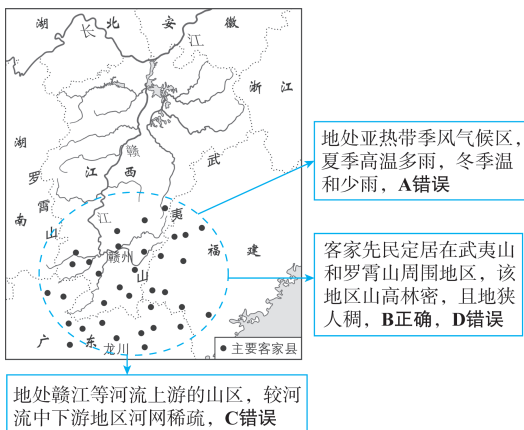 湖 北 安 徽
长 江
浙 江
湖 南
江 西
赣 江
武 夷 山
罗 霄 山
赣州
福 建
广 东
龙川
主要客家县
地处亚热带季风气候区，
夏季高温多雨，冬季温
和少雨，A错误
客家先民定居在武夷山
和罗霄山周围地区，该
地区山高林密，且地狭
人稠，B正确，D错误
地处赣江等河流上游的山区，较河
流中下游地区河网稀疏，C错误